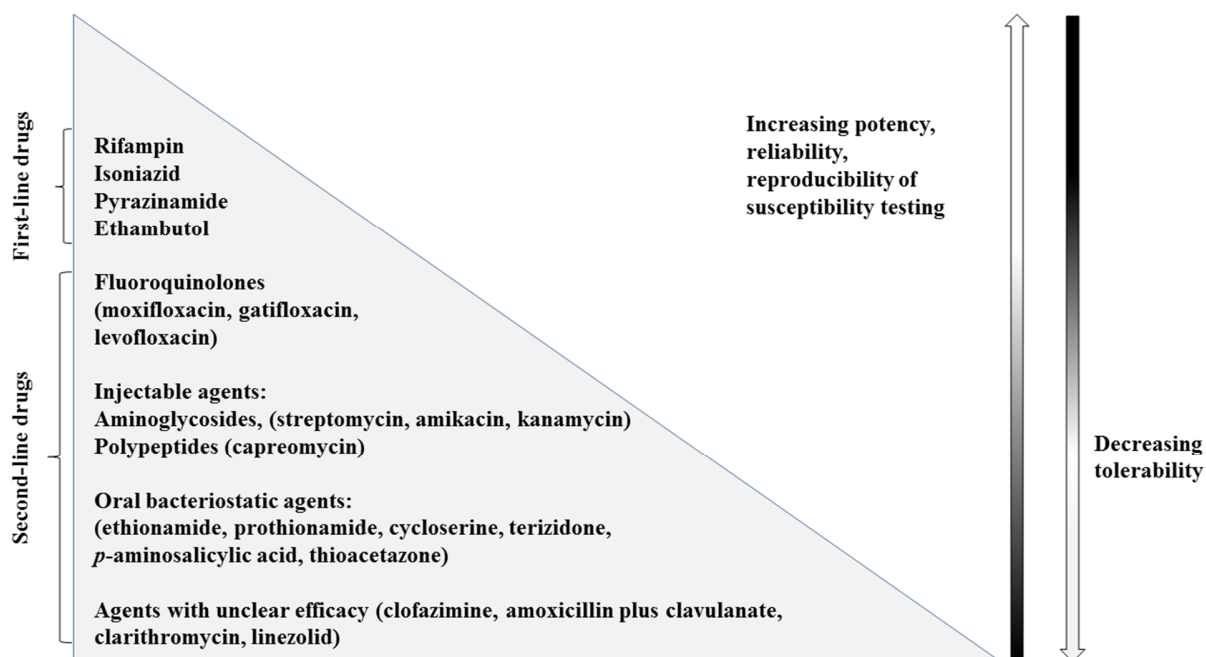 First-line drugs
Rifampin
Isoniazid
Pyrazinamide
Ethambutol
Second-line drugs
Fluoroquinolones
(moxifloxacin, gatifloxacin,
levofloxacin)
Injectable agents:
Aminoglycosides, (streptomycin, amikacin, kanamycin)
Polypeptides (capreomycin)
Oral bacteriostatic agents:
(ethionamide, prothionamide, cycloserine, terizidone,
p-aminosalicylic acid, thioacetazone)
Agents with unclear efficacy (clofazimine, amoxicillin plus clavulanate,
clarithromycin, linezolid)
Increasing potency,
reliability,
reproducibility of
susceptibility testing
Decreasing
tolerability